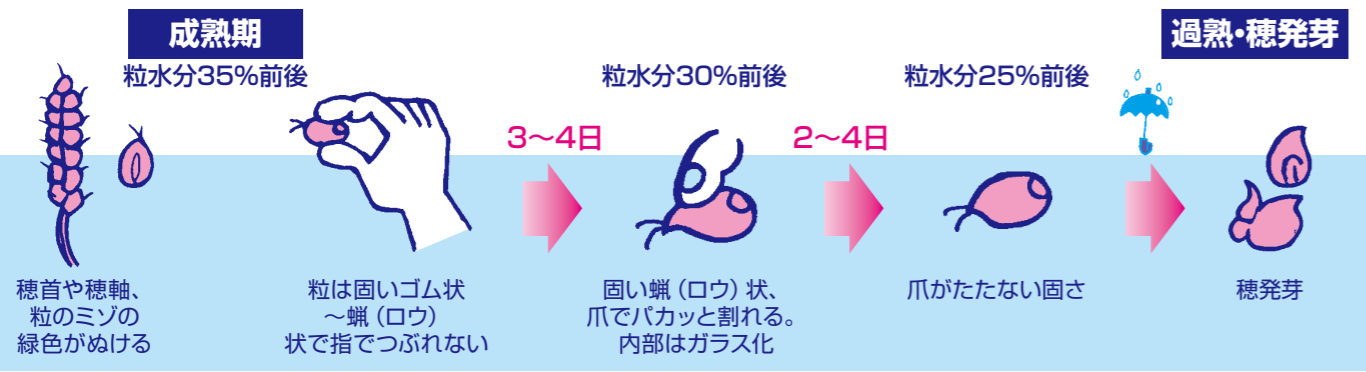 成熟期
過熟・穂発芽
粒水分35%前後
粒水分30%前後
粒水分25%前後
3〜4日
2〜4日
穂首や穂軸、
粒のミゾの
緑色がぬける
粒は固いゴム状
〜蝋（ロウ）
状で指でつぶれない
固い蝋（ロウ）状、
爪でパカッと割れる。
内部はガラス化
爪がたたない固さ
穂発芽